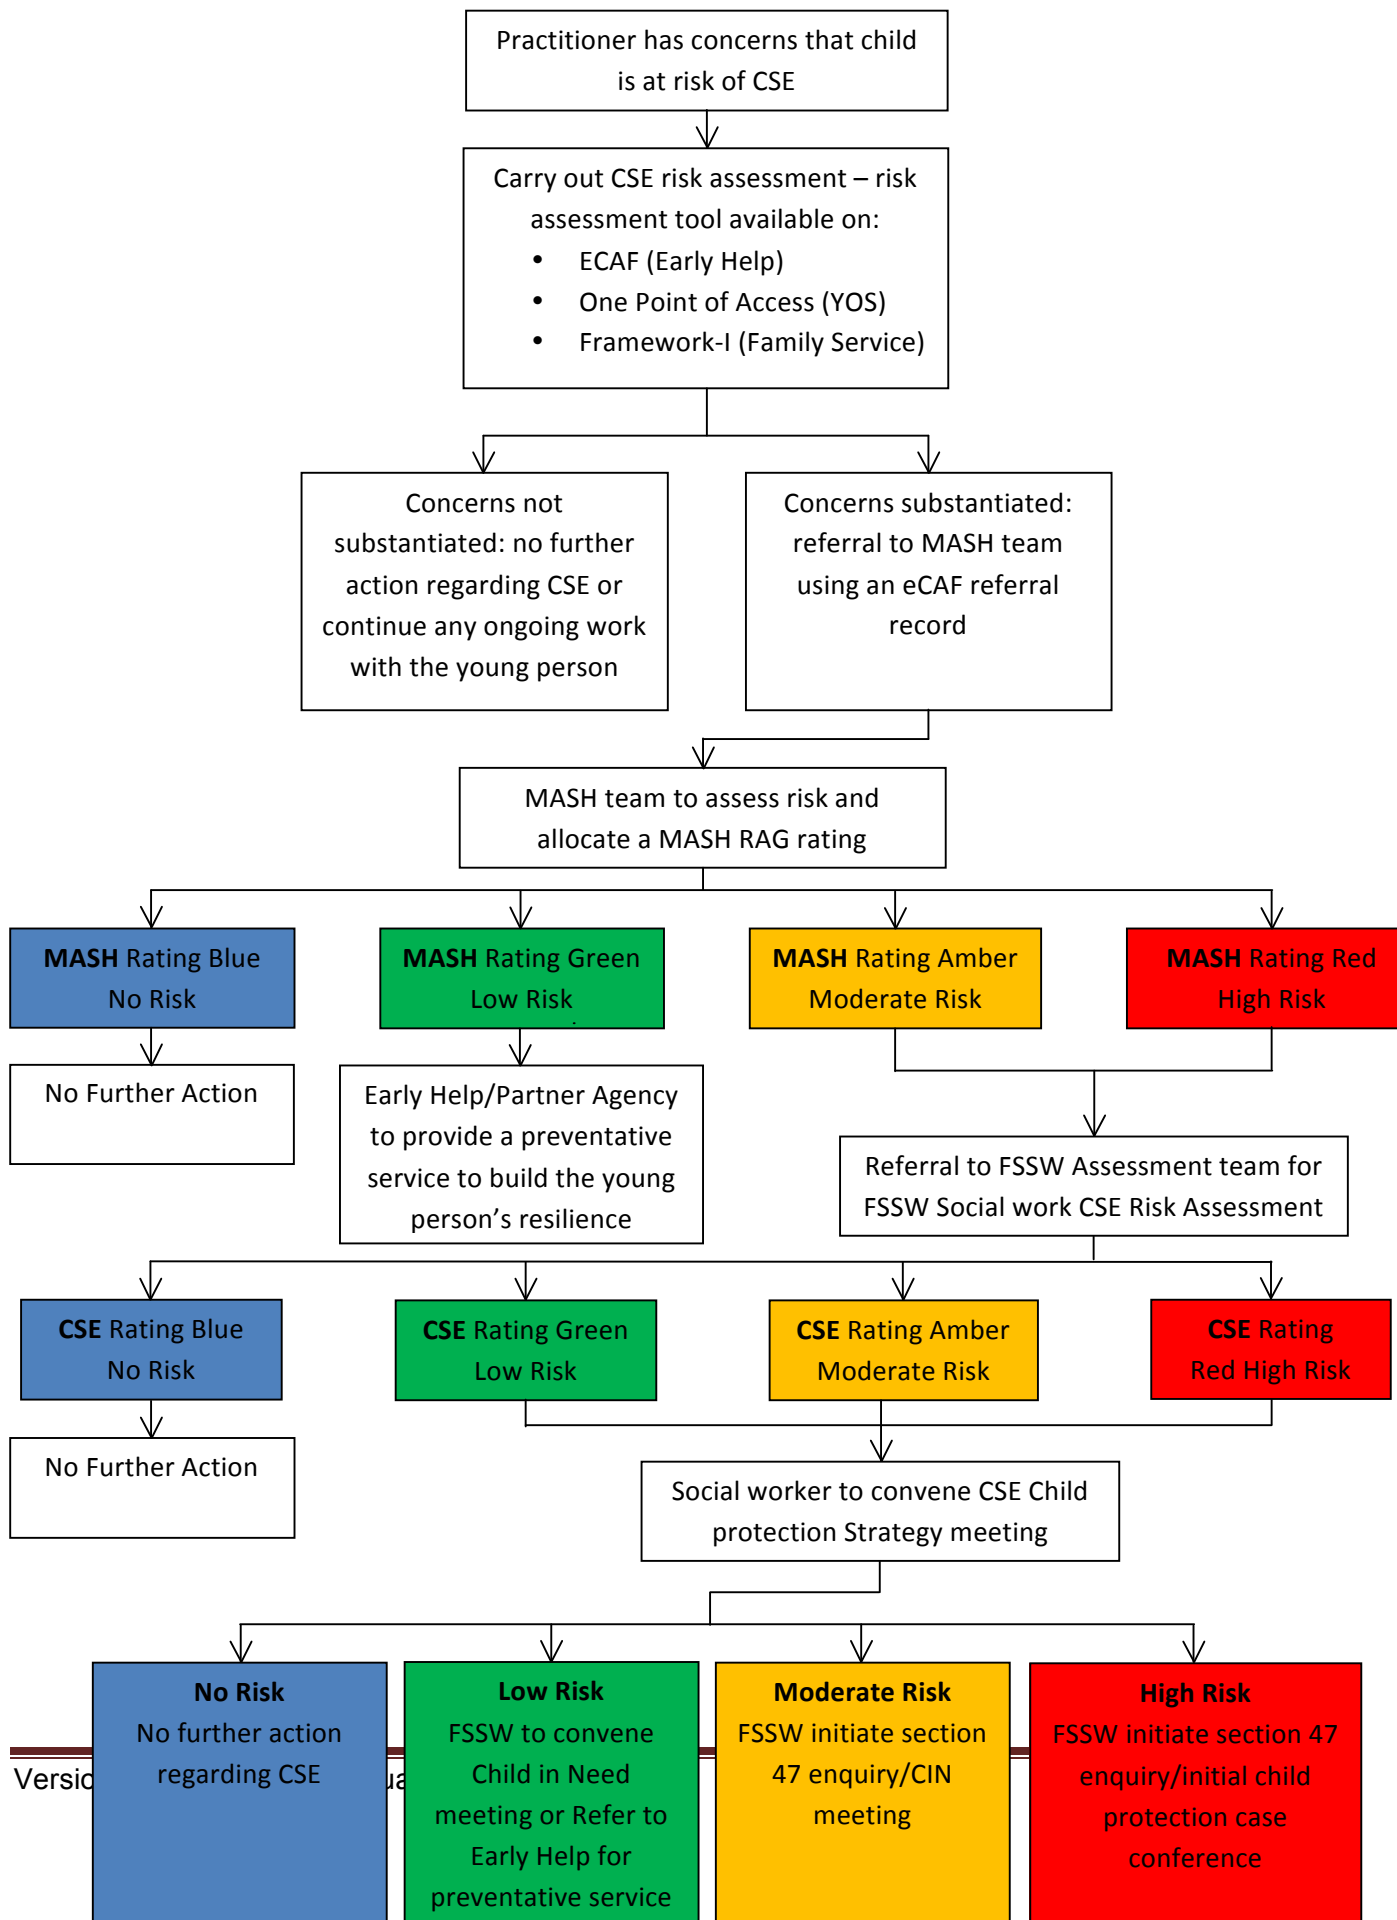 Practitioner has concerns that child
is at risk of CSE
Carry out CSE risk assessment – risk
assessment tool available on:
• ECAF (Early Help)
• One Point of Access (YOS)
• Framework-I (Family Service)
Concerns not
substantiated: no further
action regarding CSE or
continue any ongoing work
with the young person
Concerns substantiated:
referral to MASH team
using an eCAF referral
record
MASH team to assess risk and
allocate a MASH RAG rating
MASH Rating Blue
No Risk
MASH Rating Green
Low Risk
MASH Rating Amber
Moderate Risk
MASH Rating Red
High Risk
No Further Action
Early Help/Partner Agency
to provide a preventative
service to build the young
person’s resilience
Referral to FSSW Assessment team for
FSSW Social work CSE Risk Assessment
CSE Rating Blue
No Risk
CSE Rating Green
Low Risk
CSE Rating Amber
Moderate Risk
CSE Rating
Red High Risk
No Further Action
Social worker to convene CSE Child
protection Strategy meeting
No Risk
No further action
regarding CSE
Low Risk
FSSW to convene
Child in Need
meeting or Refer to
Early Help for
preventative service
Moderate Risk
FSSW initiate section
47 enquiry/CIN
meeting
High Risk
FSSW initiate section 47
enquiry/initial child
protection case
conference